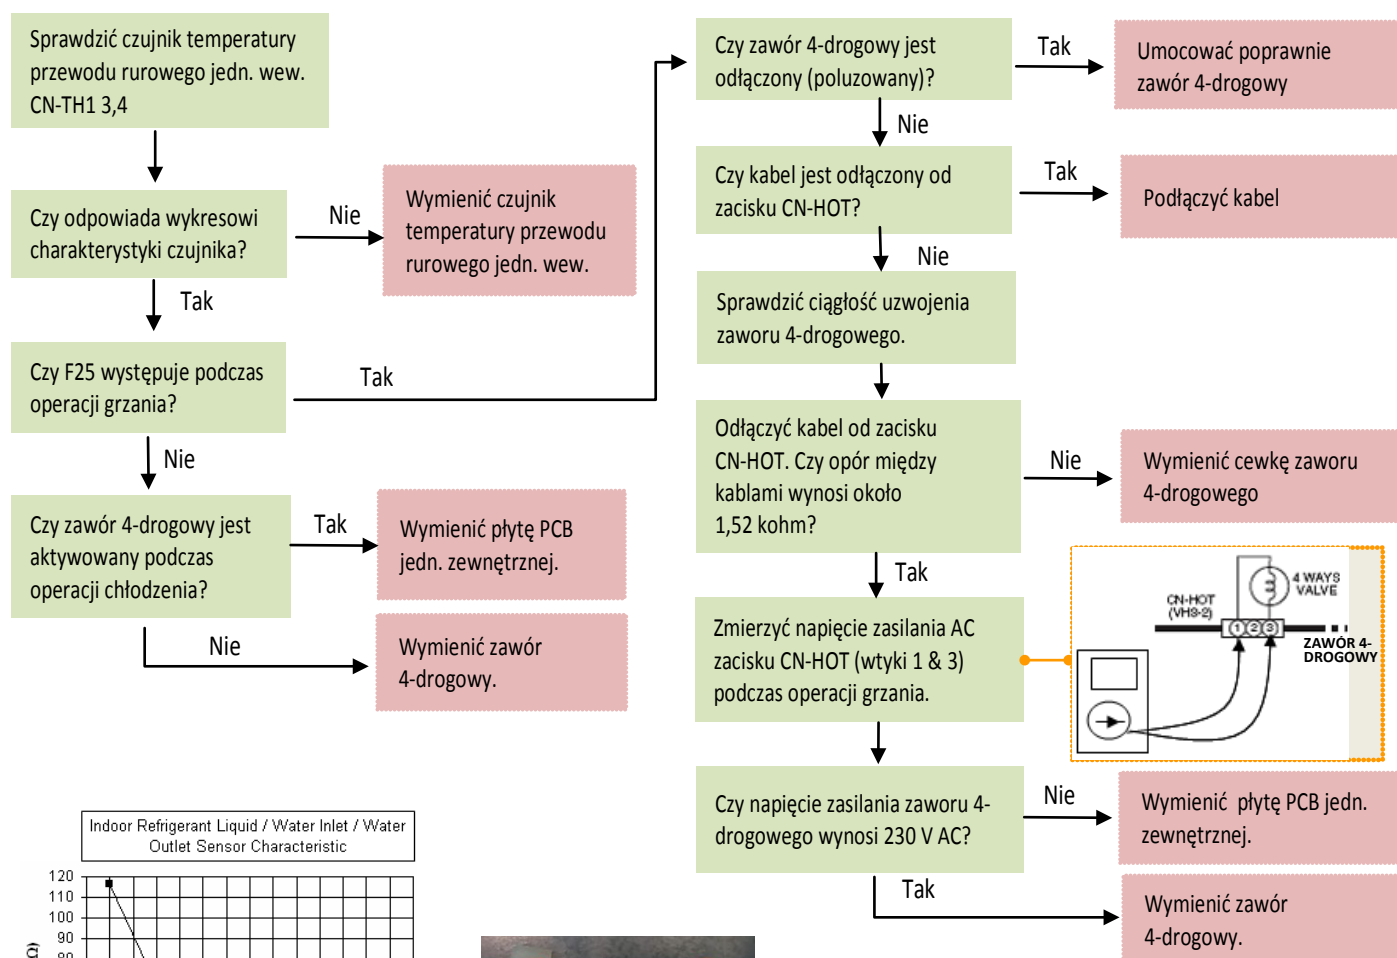 Sprawdzić czujnik temperatury
przewodu rurowego jedn. wew.
CN-TH1 3,4
Czy odpowiada wykresowi
charakterystyki czujnika?
Nie
Wymienić czujnik
temperatury przewodu
rurowego jedn. wew.
Tak
Czy F25 występuje podczas
operacji grzania?
Tak
Nie
Czy zawór 4-drogowy jest
aktywowany podczas
operacji chłodzenia?
Tak
Wymienić płytę PCB
jedn. zewnętrznej.
Nie
Wymienić zawór
4-drogowy.
Czy zawór 4-drogowy jest
odłączony (poluzowany)?
Tak
Umocować poprawnie
zawór 4-drogowy
Nie
Czy kabel jest odłączony od
zacisku CN-HOT?
Tak
Podłączyć kabel
Nie
Sprawdzić ciągłość uzwojenia
zaworu 4-drogowego.
Odłączyć kabel od zacisku
CN-HOT. Czy opór między
kablami wynosi około
1,52 kohm?
Nie
Wymienić cewkę zaworu
4-drogowego
Tak
Zmierzyć napięcie zasilania AC
zacisku CN-HOT (wtyki 1 & 3)
podczas operacji grzania.
4 WAYS
VALVE
CN-HOT
(VH3-2)
1 2 3
ZAWÓR 4-
DROGOWY
Czy napięcie zasilania zaworu 4-
drogowego wynosi 230 V AC?
Nie
Wymienić płytę PCB jedn.
zewnętrznej.
Tak
Wymienić zawór
4-drogowy.
Indoor Refrigerant Liquid / Water Inlet / Water
Outlet Sensor Characteristic
120
110
100
90